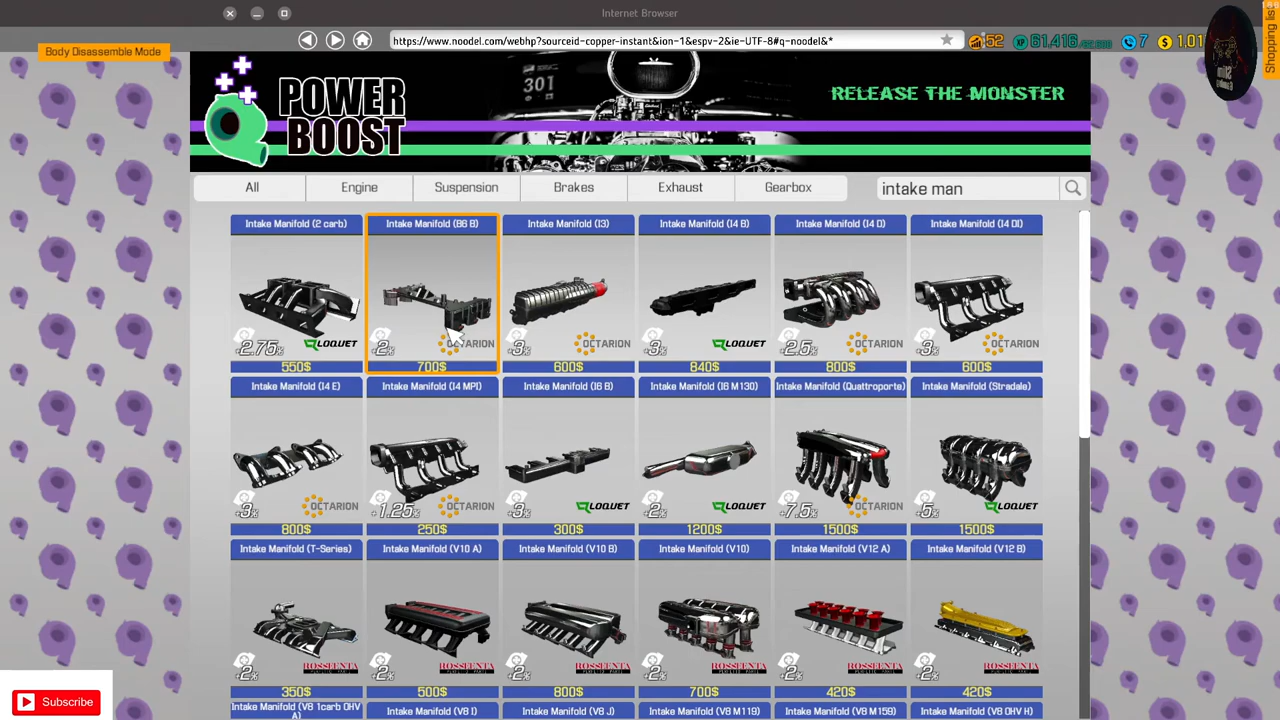 Internet Browser
Body Disassemble Mode
https://www.noodel.com/webhp?sourceid-copper-instant&ion-1&espv-2&ie-UTF-8#q-noodel&*
52
61,416
7
$
Shopping list
POWER BOOST
301
RELEASE THE MONSTER
All Engine Suspension Brakes Exhaust Gearbox
intake man
Intake Manifold (2 carb) Intake Manifold (B6 B) Intake Manifold (I3) Intake Manifold (I4 B) Intake Manifold (I4 D) Intake Manifold (I4 DI)
+2.75% LOQUET +2% OCTARION +3% OCTARION +3% LOQUET +2.5% OCTARION +3% OCTARION
550$ 700$ 600$ 840$ 800$ 600$
Intake Manifold (I4 E) Intake Manifold (I4 MPI) Intake Manifold (I6 B) Intake Manifold (I6 M130) Intake Manifold (Quattroporte) Intake Manifold (Stradale)
+3% OCTARION +1.25% OCTARION +3% LOQUET +2% LOQUET +7.5% OCTARION +5% LOQUET
800$ 250$ 300$ 1200$ 1500$ 1500$
Intake Manifold (T-Series) Intake Manifold (V10 A) Intake Manifold (V10 B) Intake Manifold (V10) Intake Manifold (V12 A) Intake Manifold (V12 B)
+2% +2% +2% +2% +2% +2%
350$ 500$ 800$ 700$ 420$ 420$
Intake Manifold (V8 1carb OHV A) Intake Manifold (V8 I) Intake Manifold (V8 J) Intake Manifold (V8 M119) Intake Manifold (V8 M159) Intake Manifold (V8 OHV H)
Subscribe